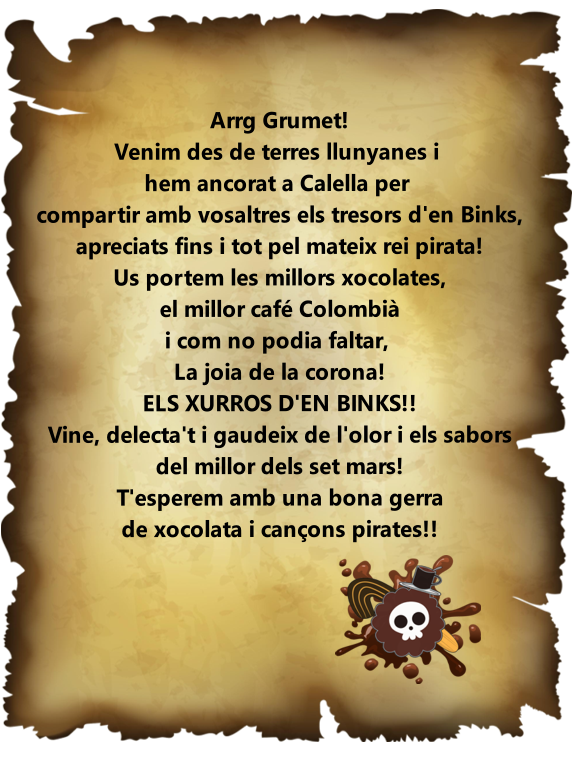 Arrg Grumet!
Venim des de terres llunyanes i
hem ancorat a Calella per
compartir amb vosaltres els tresors d'en Binks,
apreciats fins i tot pel mateix rei pirata!
Us portem les millors xocolates,
el millor café Colombià
i com no podia faltar,
La joia de la corona!
ELS XURROS D'EN BINKS!!
Vine, delecta't i gaudeix de l'olor i els sabors
del millor dels set mars!
T'esperem amb una bona gerra
de xocolata i cançons pirates!!